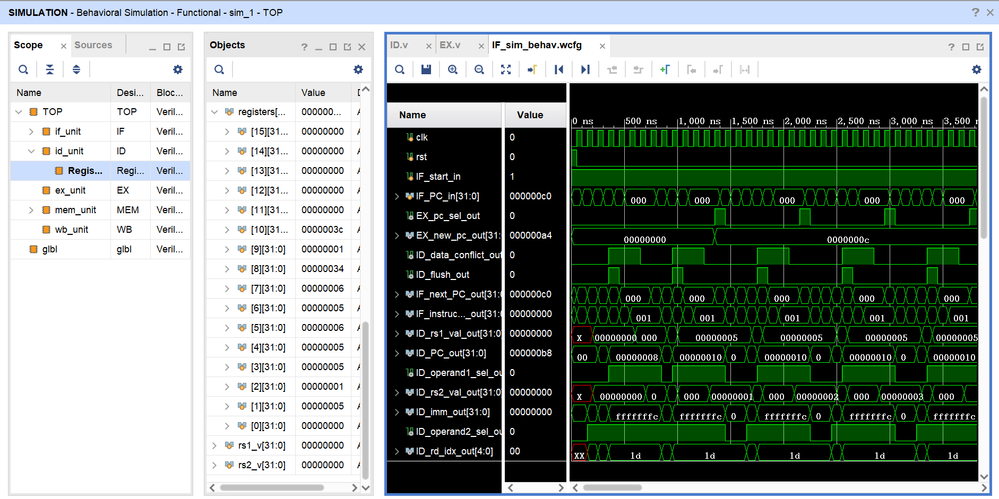 SIMULATION - Behavioral Simulation - Functional - sim_1 - TOP
Scope
Sources
Name Desi... Bloc...
TOP TOP Veril...
if_unit IF Veril...
id_unit ID Veril...
Regis... Regi... Veril...
ex_unit EX Veril...
mem_unit MEM Veril...
wb_unit WB Veril...
glbl glbl Veril...
Objects
Name Value
registers[... 000000...
[15][31... 00000000
[14][31... 00000000
[13][31... 00000000
[12][31... 00000000
[11][31... 00000000
[10][31... 0000003c
[9][31:0] 00000001
[8][31:0] 00000034
[7][31:0] 00000006
[6][31:0] 00000005
[5][31:0] 00000006
[4][31:0] 00000005
[3][31:0] 00000005
[2][31:0] 00000001
[1][31:0] 00000005
[0][31:0] 00000000
rs1_v[31:0] 00000000
rs2_v[31:0] 00000000
ID.v EX.v IF_sim_behav.wcfg
Name Value
0 ns 500 ns 1,000 ns 1,500 ns 2,000 ns 2,500 ns 3,000 ns 3,500
clk 0
rst 0
IF_start_in 1
IF_PC_in[31:0] 000000c0 000 000 000 000 000
EX_pc_sel_out 0
EX_new_pc_out[31: 000000a4 00000000 0000000c
ID_data_conflict_out 0
ID_flush_out 0
IF_next_PC_out[31: 000000c0 000 000 000 000 000
IF_instruc..._out[31: 00000000 001 001 001 001 001
ID_rs1_val_out[31:0 00000000 X 00000000 000 00000005 00000005 00000005 00000005
ID_PC_out[31:0] 000000b8 00 00000008 00000010 0 00000010 0 00000010 0 00000010
ID_operand1_sel_ou 0
ID_rs2_val_out[31:0 00000000 X 00000000 0 000 00000001 000 00000002 000 00000003 000
ID_imm_out[31:0] 00000000 fffffffc fffffffc 0 fffffffc 0 fffffffc 0 fffffffc
ID_operand2_sel_ou 0
ID_rd_idx_out[4:0] 00 XX 1d 1d 1d 1d 1d